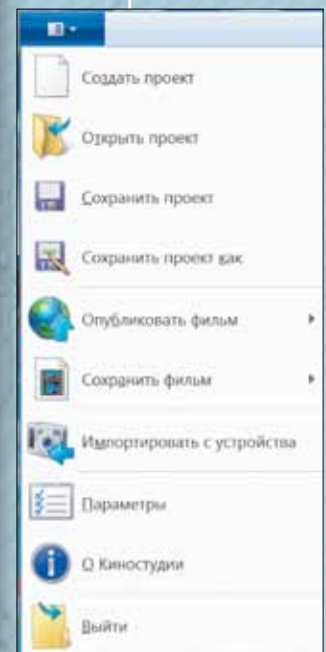 Создать проект
Открыть проект
Сохранить проект
Сохранить проект как
Опубликовать фильм
Сохранить фильм
Импортировать с устройства
Параметры
О Киностудии
Выйти